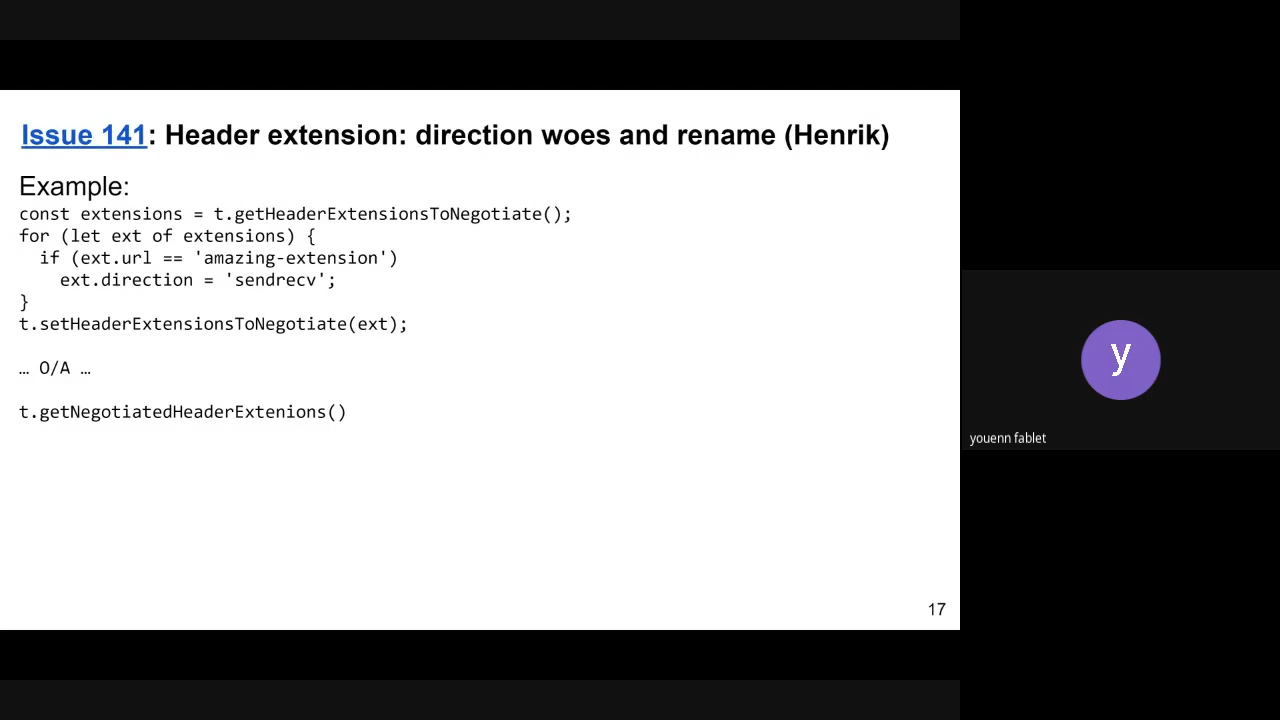 Issue 141: Header extension: direction woes and rename (Henrik)
Example:
const extensions = t.getHeaderExtensionsToNegotiate();
for (let ext of extensions) {
  if (ext.url == 'amazing-extension')
    ext.direction = 'sendrecv';
}
t.setHeaderExtensionsToNegotiate(ext);
… O/A …
t.getNegotiatedHeaderExtenions()
17
y
youenn fablet